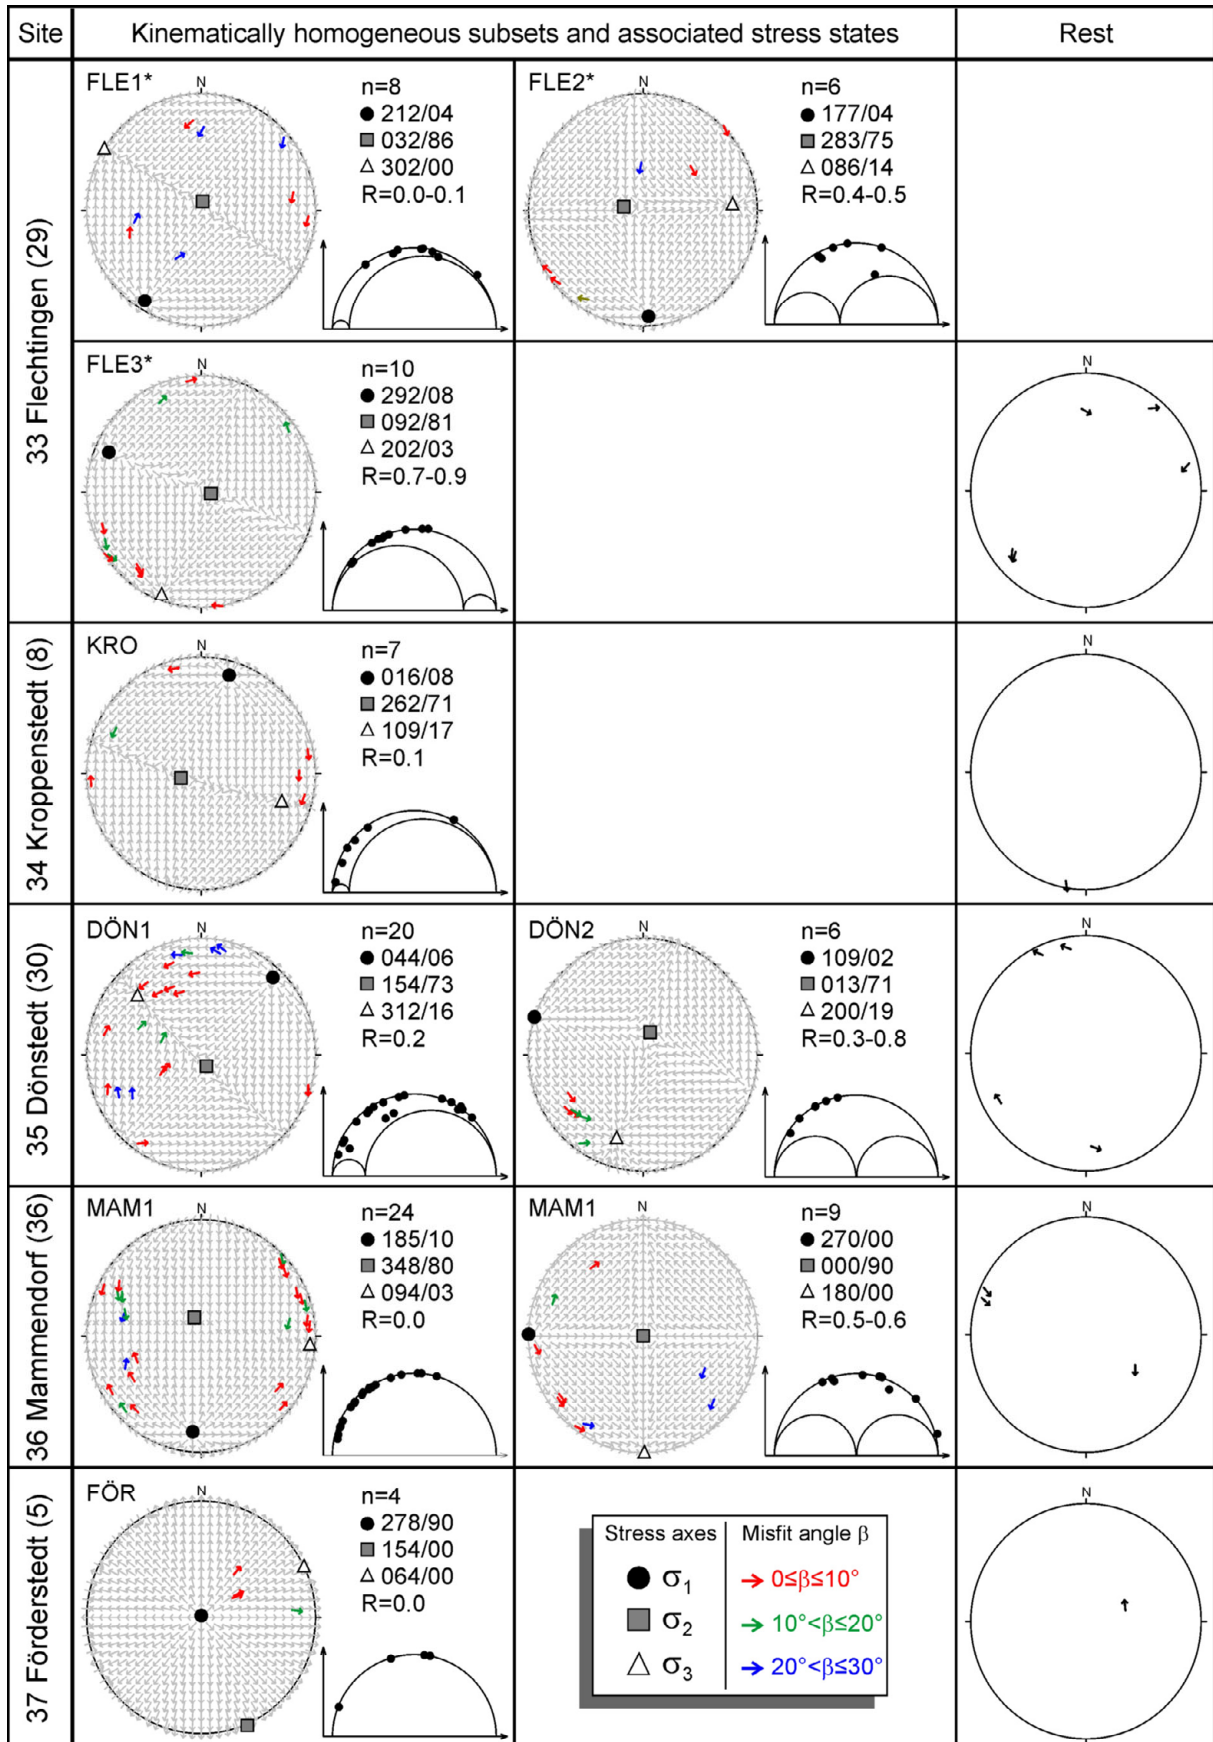 Site
Kinematically homogeneous subsets and associated stress states
Rest
33 Flechtingen (29)
FLE1*
N
n=8
212/04
032/86
302/00
R=0.0-0.1
FLE2*
N
n=6
177/04
283/75
086/14
R=0.4-0.5
FLE3*
N
n=10
292/08
092/81
202/03
R=0.7-0.9
N
34 Kroppenstedt (8)
KRO
N
n=7
016/08
262/71
109/17
R=0.1
N
35 Dönstedt (30)
DÖN1
N
n=20
044/06
154/73
312/16
R=0.2
DÖN2
N
n=6
109/02
013/71
200/19
R=0.3-0.8
N
36 Mammendorf (36)
MAM1
N
n=24
185/10
348/80
094/03
R=0.0
MAM1
N
n=9
270/00
000/90
180/00
R=0.5-0.6
N
37 Förderstedt (5)
FÖR
N
n=4
278/90
154/00
064/00
R=0.0
Stress axes
Misfit angle β
σ1
0≤β≤10°
σ2
10°<β≤20°
σ3
20°<β≤30°
N